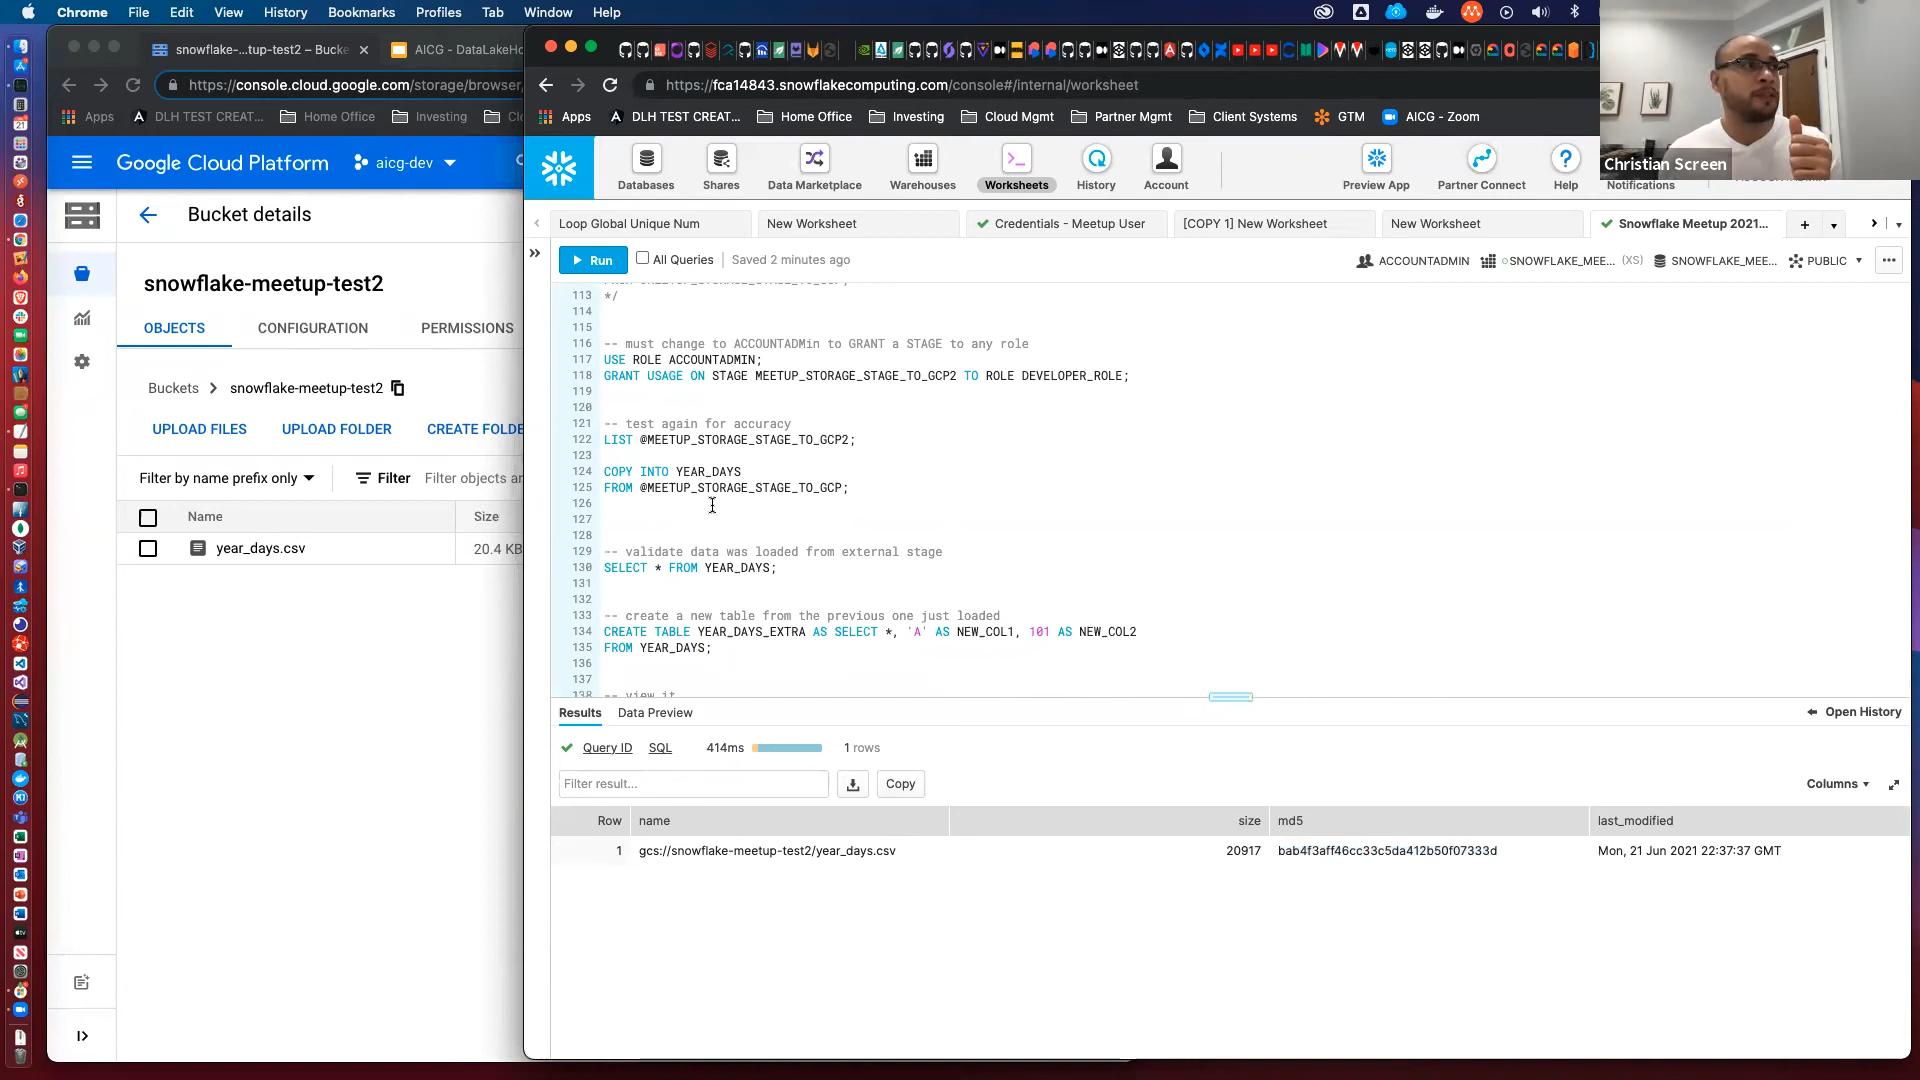 Chrome File Edit View History Bookmarks Profiles Tab Window Help
snowflake-...tup-test2 – Bucke
AICG - DataLakeHo
https://console.cloud.google.com/storage/browser,
https://fca14843.snowflakecomputing.com/console#/internal/worksheet
Apps DLH TEST CREAT... Home Office Investing
Apps DLH TEST CREAT... Home Office Investing Cloud Mgmt Partner Mgmt Client Systems GTM AICG - Zoom
Christian Screen
Google Cloud Platform aicg-dev
Databases Shares Data Marketplace Warehouses Worksheets History Account Preview App Partner Connect Help Notifications
Bucket details
snowflake-meetup-test2
OBJECTS CONFIGURATION PERMISSIONS
Buckets > snowflake-meetup-test2
UPLOAD FILES UPLOAD FOLDER CREATE FOLDE
Filter by name prefix only Filter Filter objects an
Name Size
year_days.csv 20.4 KB
Loop Global Unique Num New Worksheet Credentials - Meetup User [COPY 1] New Worksheet New Worksheet Snowflake Meetup 2021...
Run All Queries Saved 2 minutes ago ACCOUNTADMIN SNOWFLAKE_MEE... (XS) SNOWFLAKE_MEE... PUBLIC
113 */
114
115
116 -- must change to ACCOUNTADMin to GRANT a STAGE to any role
117 USE ROLE ACCOUNTADMIN;
118 GRANT USAGE ON STAGE MEETUP_STORAGE_STAGE_TO_GCP2 TO ROLE DEVELOPER_ROLE;
119
120
121 -- test again for accuracy
122 LIST @MEETUP_STORAGE_STAGE_TO_GCP2;
123
124 COPY INTO YEAR_DAYS
125 FROM @MEETUP_STORAGE_STAGE_TO_GCP;
126
127
128
129 -- validate data was loaded from external stage
130 SELECT * FROM YEAR_DAYS;
131
132
133 -- create a new table from the previous one just loaded
134 CREATE TABLE YEAR_DAYS_EXTRA AS SELECT *, 'A' AS NEW_COL1, 101 AS NEW_COL2
135 FROM YEAR_DAYS;
136
137
138 -- view it
Results Data Preview Open History
Query ID SQL 414ms 1 rows
Filter result... Copy Columns
Row name size md5 last_modified
1 gcs://snowflake-meetup-test2/year_days.csv 20917 bab4f3aff46cc33c5da412b50f07333d Mon, 21 Jun 2021 22:37:37 GMT